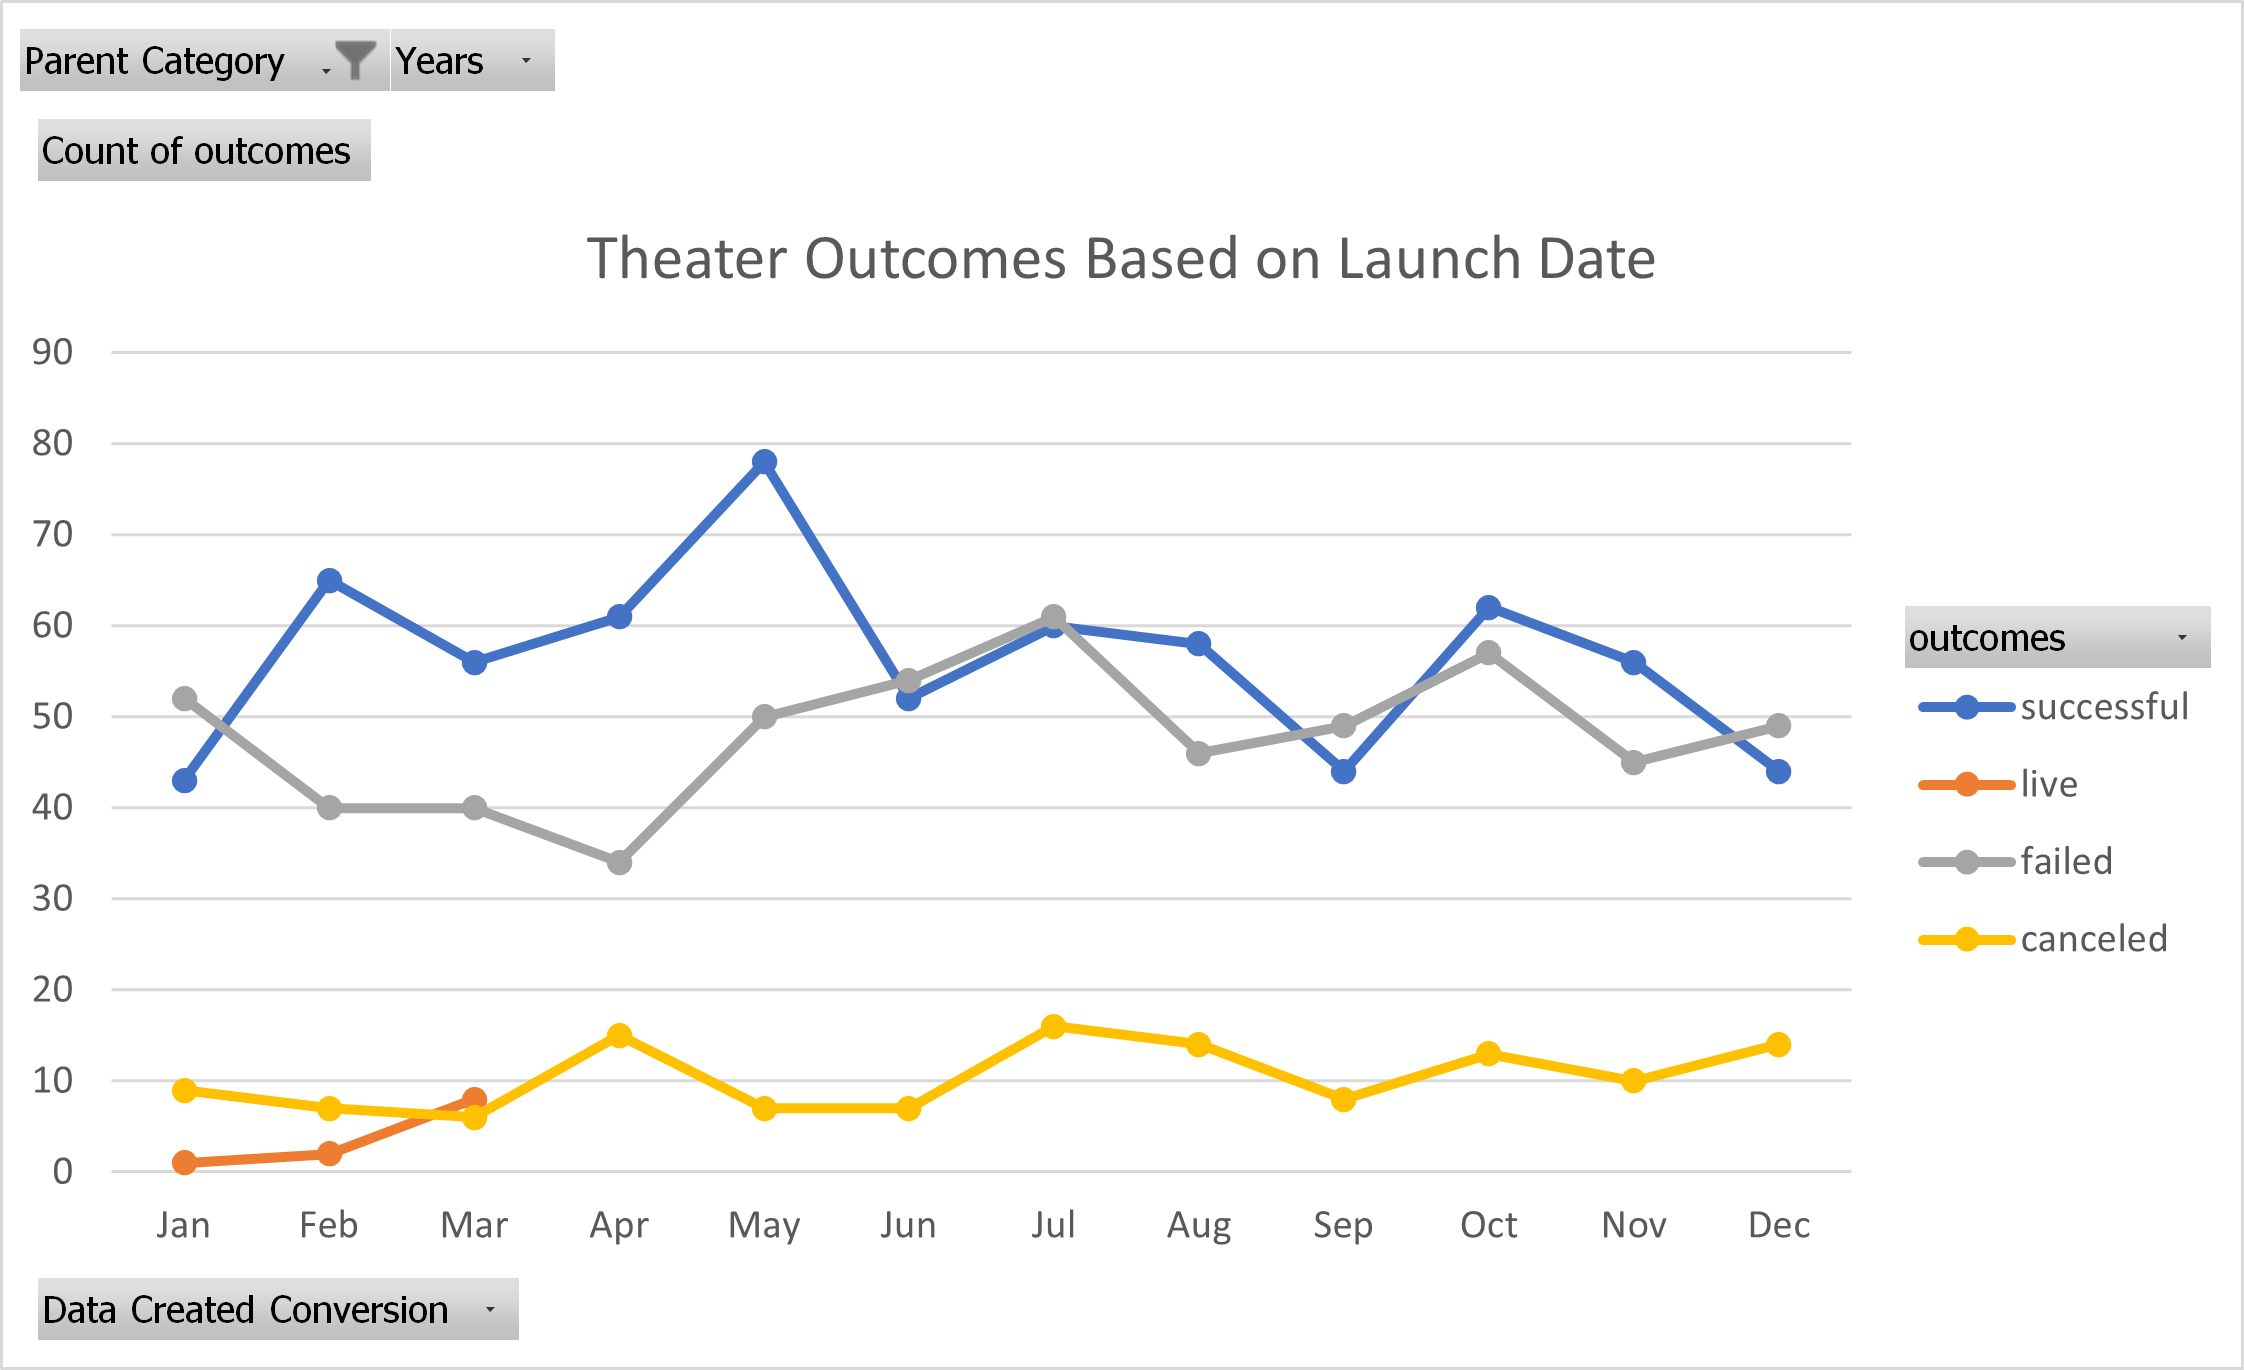 Parent Category Years
Count of outcomes
Theater Outcomes Based on Launch Date
90
80
70
60
50
40
30
20
10
0
Jan Feb Mar Apr May Jun Jul Aug Sep Oct Nov Dec
outcomes
successful
live
failed
canceled
Data Created Conversion